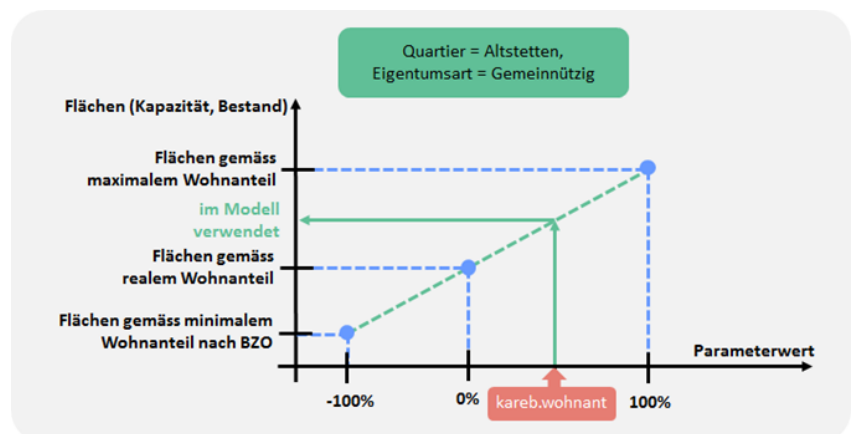 Quartier = Altstetten,
Eigentumsart = Gemeinnützig
Flächen (Kapazität, Bestand)
Flächen gemäss
maximalem Wohnanteil
im Modell
verwendet
Flächen gemäss
realem Wohnanteil
Flächen gemäss minimalem
Wohnanteil nach BZO
Parameterwert
-100%
0%
kareb.wohnant
100%